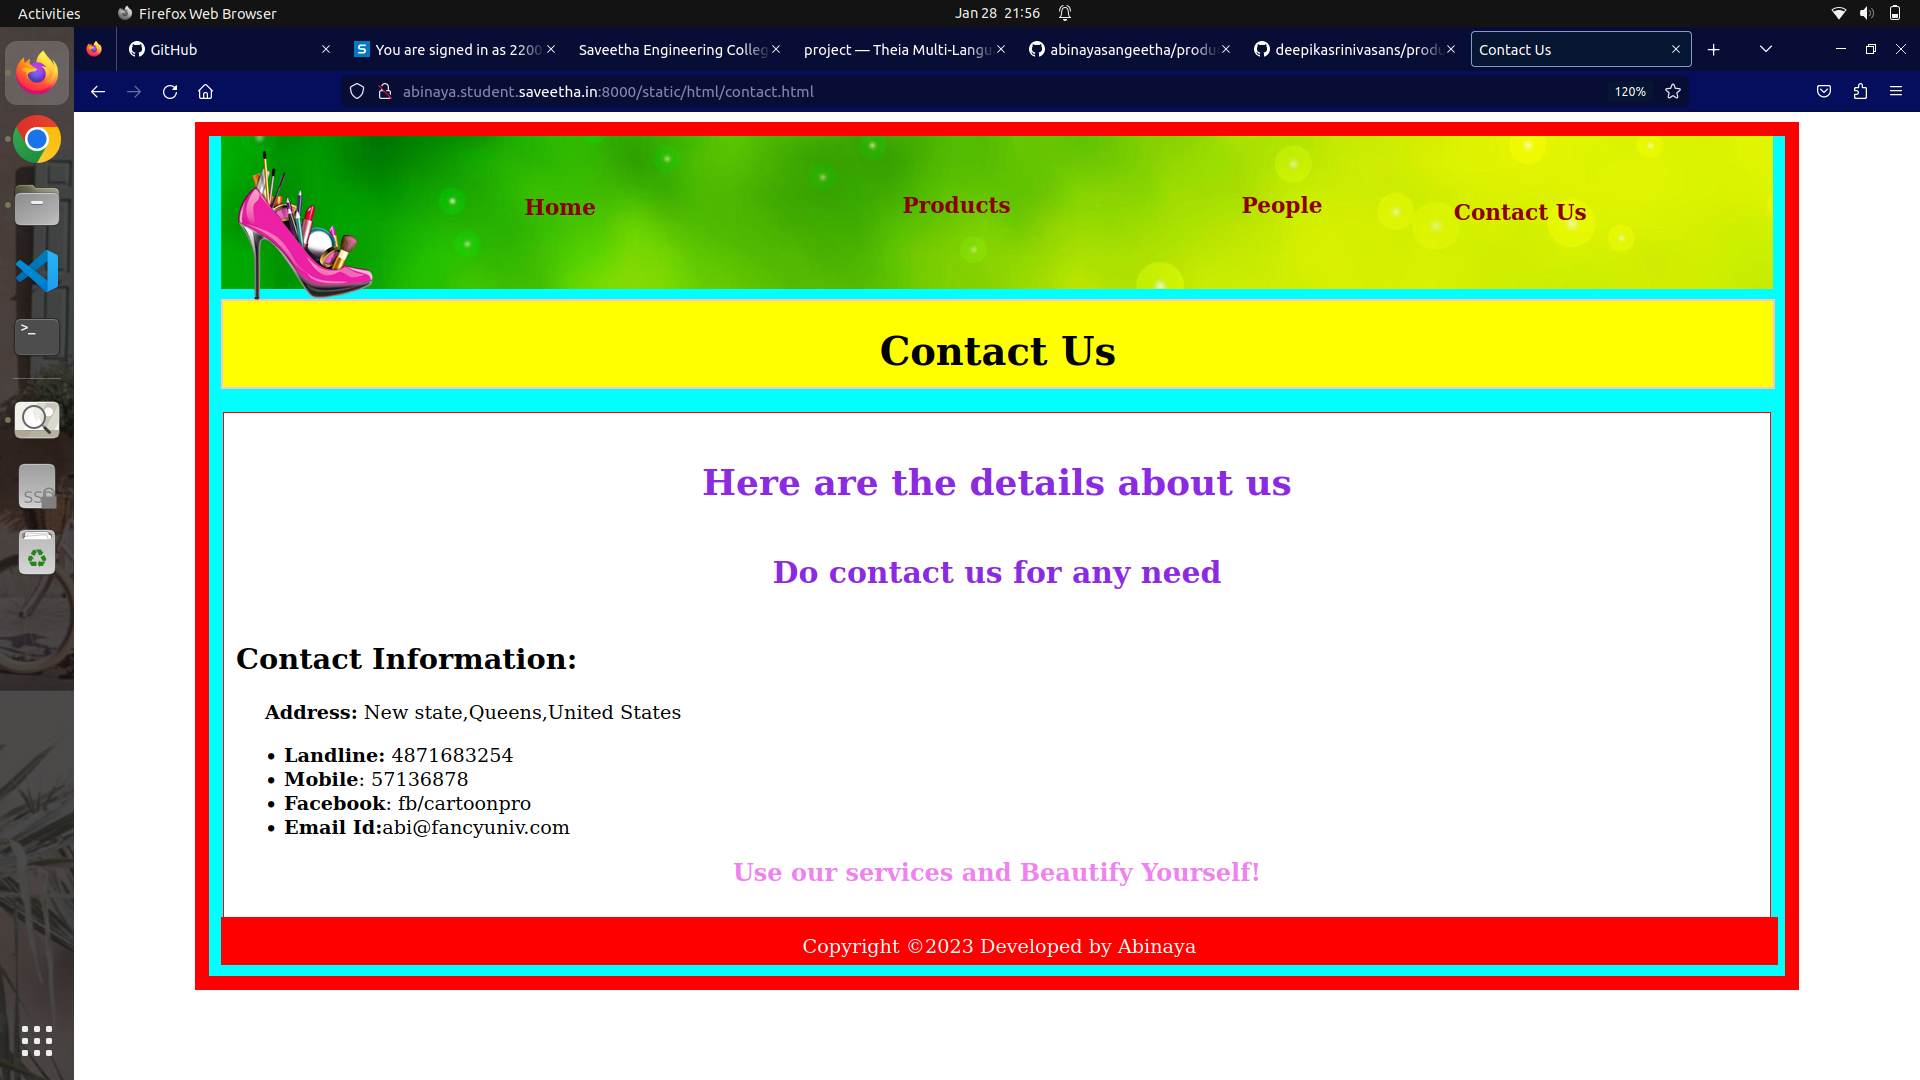 Activities Firefox Web Browser Jan 28 21:56
GitHub You are signed in as 2200 Saveetha Engineering Colleg project — Theia Multi-Langu abinayasangeetha/produ deepikasrinivasans/produ Contact Us
abinaya.student.saveetha.in:8000/static/html/contact.html 120%
Home Products People Contact Us
Contact Us
Here are the details about us
Do contact us for any need
Contact Information:
Address: New state,Queens,United States
• Landline: 4871683254
• Mobile: 57136878
• Facebook: fb/cartoonpro
• Email Id:abi@fancyuniv.com
Use our services and Beautify Yourself!
Copyright ©2023 Developed by Abinaya